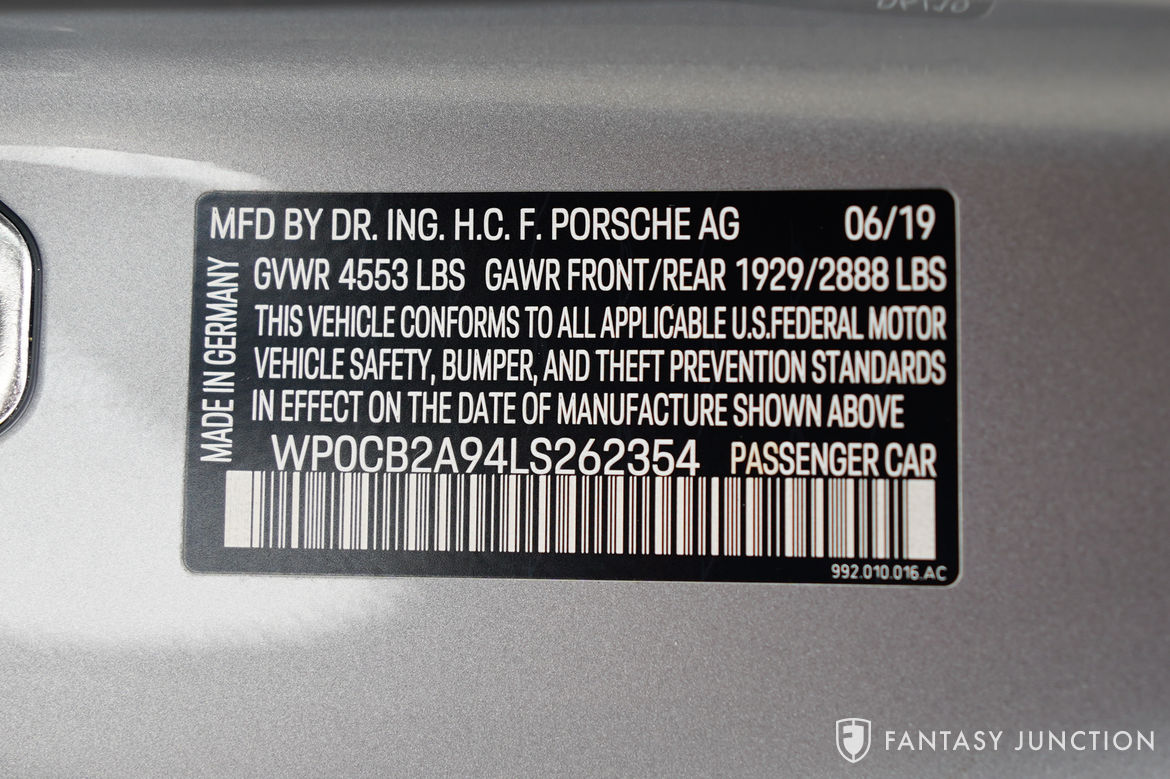 MFD BY DR. ING. H.C. F. PORSCHE AG 06/19
MADE IN GERMANY
GVWR 4553 LBS GAWR FRONT/REAR 1929/2888 LBS
THIS VEHICLE CONFORMS TO ALL APPLICABLE U.S.FEDERAL MOTOR
VEHICLE SAFETY, BUMPER, AND THEFT PREVENTION STANDARDS
IN EFFECT ON THE DATE OF MANUFACTURE SHOWN ABOVE
WP0CB2A94LS262354 PASSENGER CAR
992.010.016.AC
FANTASY JUNCTION